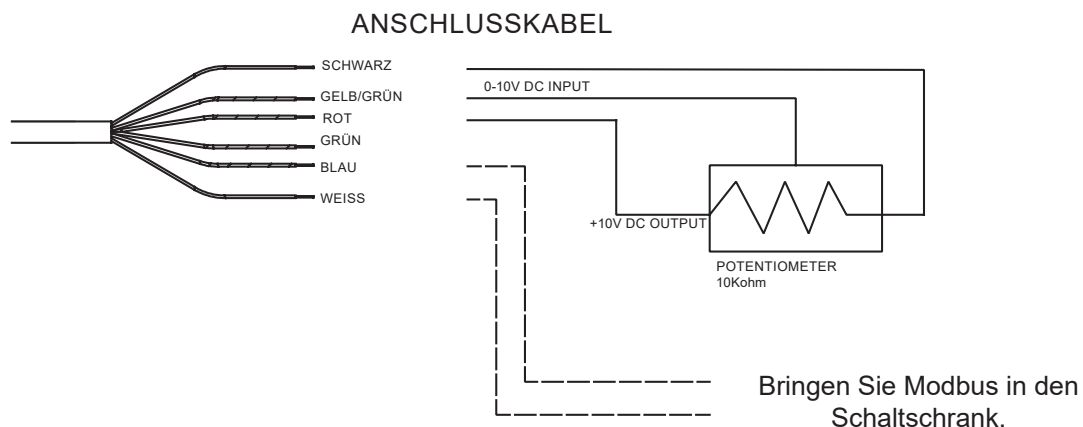 ANSCHLUSSKABEL
SCHWARZ
0-10V DC INPUT
GELB/GRÜN
ROT
GRÜN
BLAU
WEISS
+10V DC OUTPUT
POTENTIOMETER
10Kohm
Bringen Sie Modbus in den
Schaltschrank.